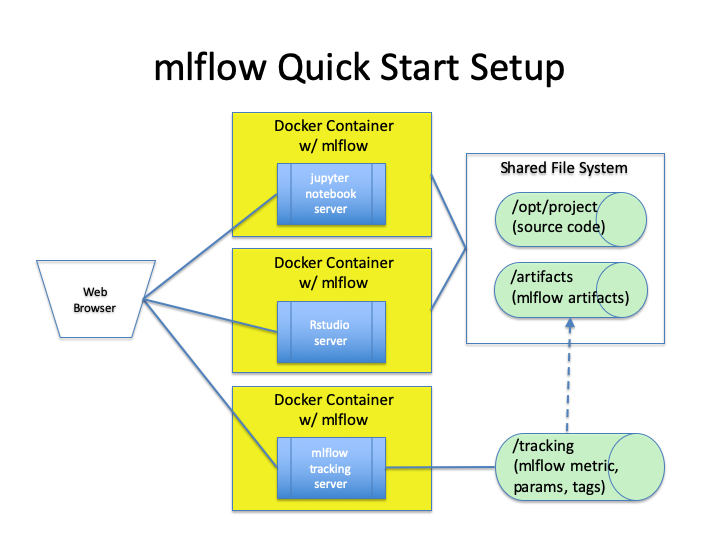 mlflow Quick Start Setup
Docker Container
w/ mlflow
jupyter
notebook
server
Shared File System
/opt/project
(source code)
Docker Container
w/ mlflow
/artifacts
(mlflow artifacts)
Web
Browser
Rstudio
server
Docker Container
w/ mlflow
mlflow
tracking
server
/tracking
(mlflow metric,
params, tags)